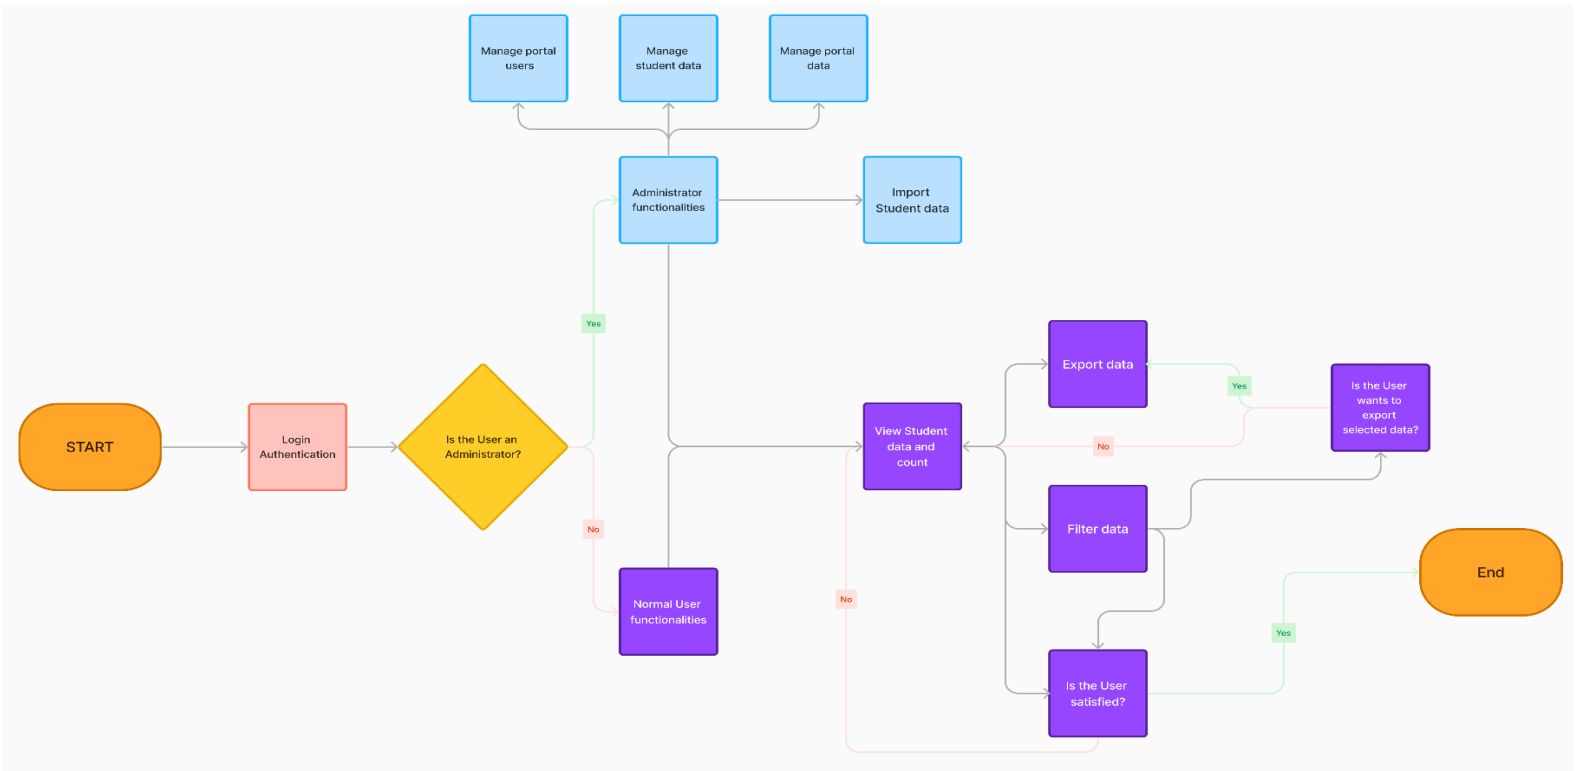 Manage portal
users
Manage
student data
Manage portal
data
Administrator
functionalities
Import
Student data
Yes
START
Login
Authentication
Is the User an
Administrator?
No
Normal User
functionalities
View Student
data and
count
Export data
Yes
Is the User
wants to
export
selected data?
No
Filter data
No
Is the User
satisfied?
Yes
End